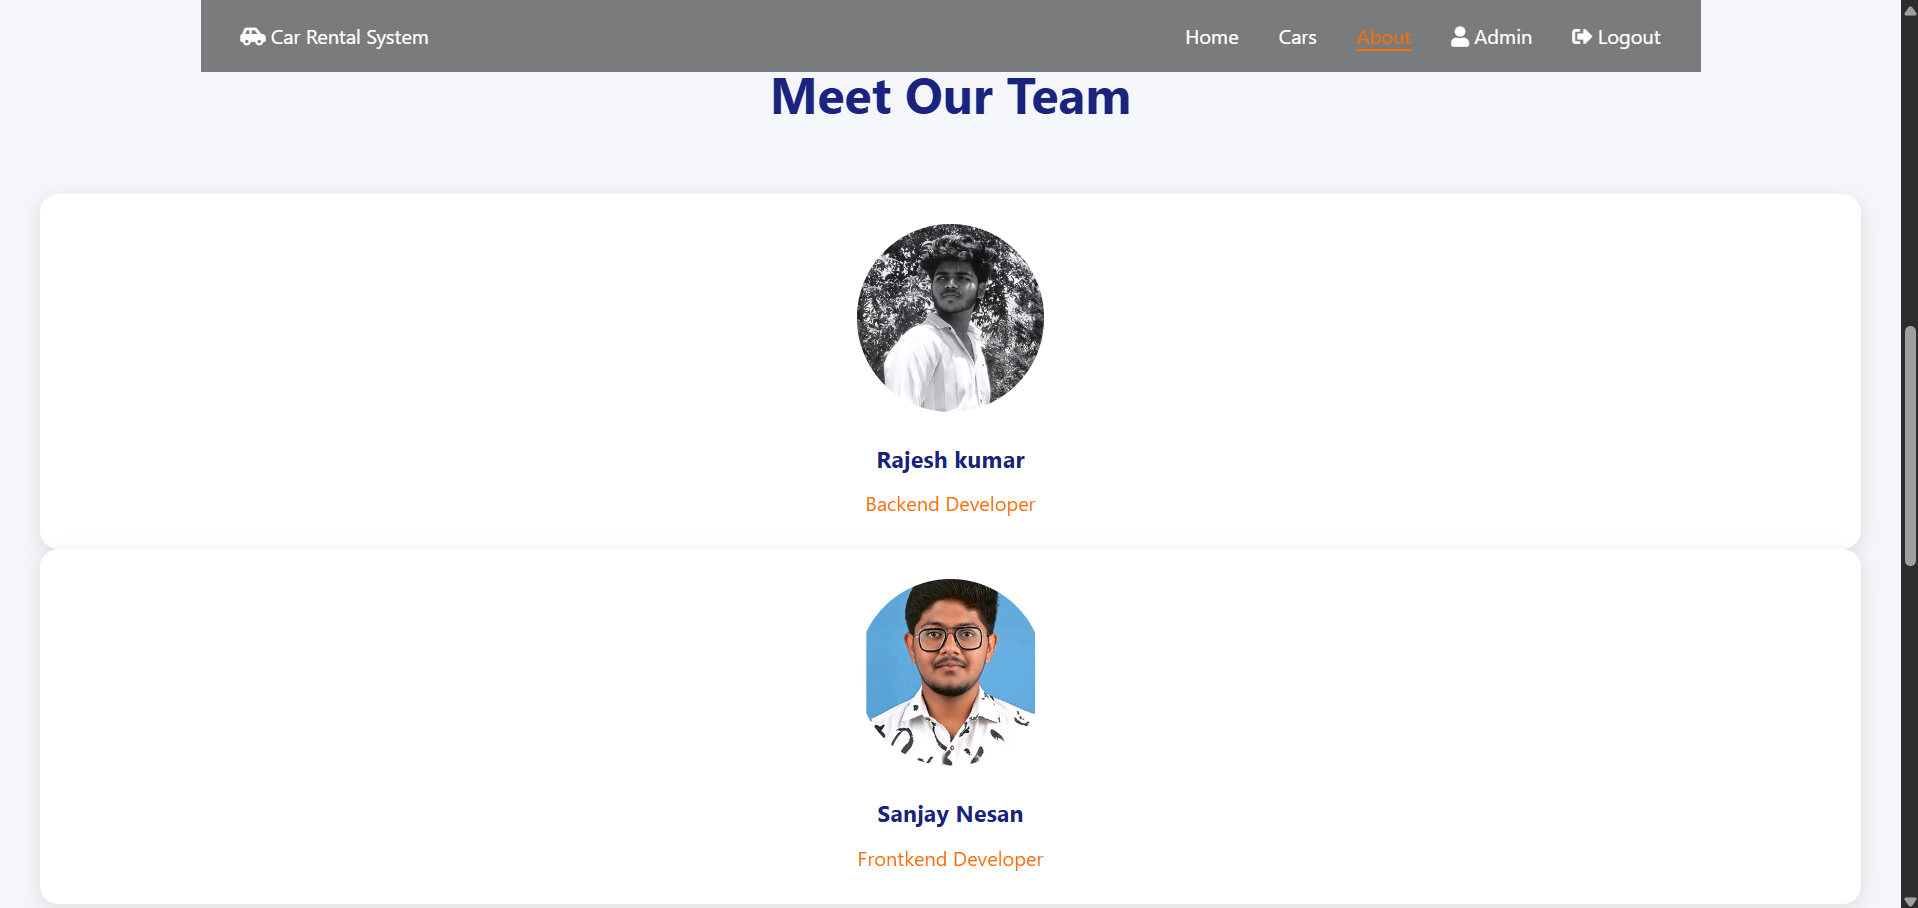 Car Rental System
Home Cars About Admin Logout
Meet Our Team
Rajesh kumar
Backend Developer
Sanjay Nesan
Frontkend Developer